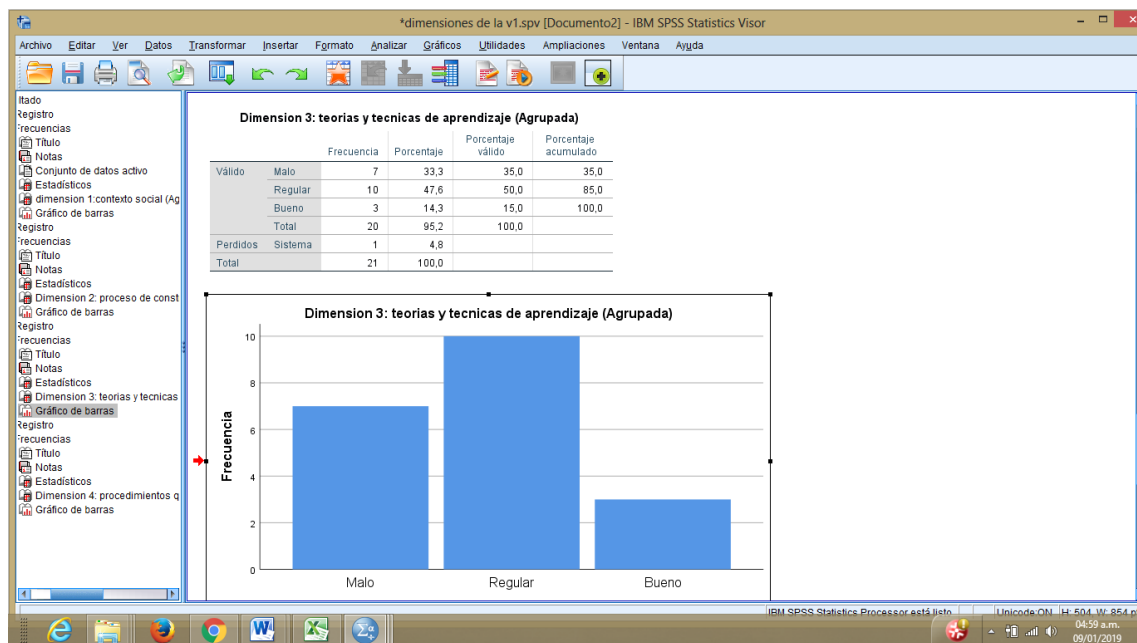 *dimensiones de la v1.spv [Documento2] - IBM SPSS Statistics Visor
Archivo Editar Ver Datos Transformar Insertar Formato Analizar Gráficos Utilidades Ampliaciones Ventana Ayuda
ltado
Registro
Frecuencias
Título
Notas
Conjunto de datos activo
Estadísticos
dimension 1:contexto social (Ag
Gráfico de barras
Registro
Frecuencias
Título
Notas
Estadísticos
Dimension 2: proceso de const
Gráfico de barras
Registro
Frecuencias
Título
Notas
Estadísticos
Dimension 3: teorias y tecnicas
Gráfico de barras
Registro
Frecuencias
Título
Notas
Estadísticos
Dimension 4: procedimientos q
Gráfico de barras
Dimension 3: teorias y tecnicas de aprendizaje (Agrupada)
Frecuencia Porcentaje Porcentaje válido Porcentaje acumulado
Válido Malo 7 33,3 35,0 35,0
Regular 10 47,6 50,0 85,0
Bueno 3 14,3 15,0 100,0
Total 20 95,2 100,0
Perdidos Sistema 1 4,8
Total 21 100,0
Dimension 3: teorias y tecnicas de aprendizaje (Agrupada)
Frecuencia
10
8
6
4
2
0
Malo Regular Bueno
IBM SPSS Statistics Processor está listo Unicode:ON H: 504, W: 854 p
04:59 a.m.
09/01/2019